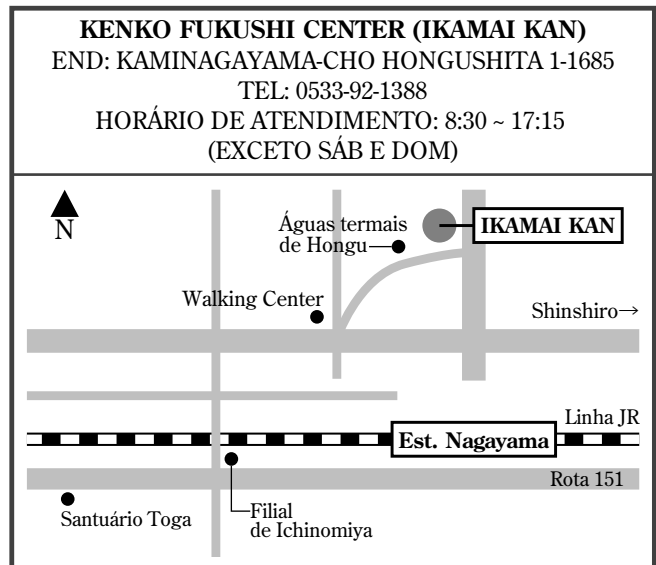 KENKO FUKUSHI CENTER (IKAMAI KAN)
END: KAMINAGAYAMA-CHO HONGUSHITA 1-1685
TEL: 0533-92-1388
HORÁRIO DE ATENDIMENTO: 8:30 ~ 17:15
(EXCETO SÁB E DOM)
N
Águas termais
de Hongu
IKAMAI KAN
Walking Center
Shinshiro→
Linha JR
Est. Nagayama
Rota 151
Santuário Toga
Filial
de Ichinomiya